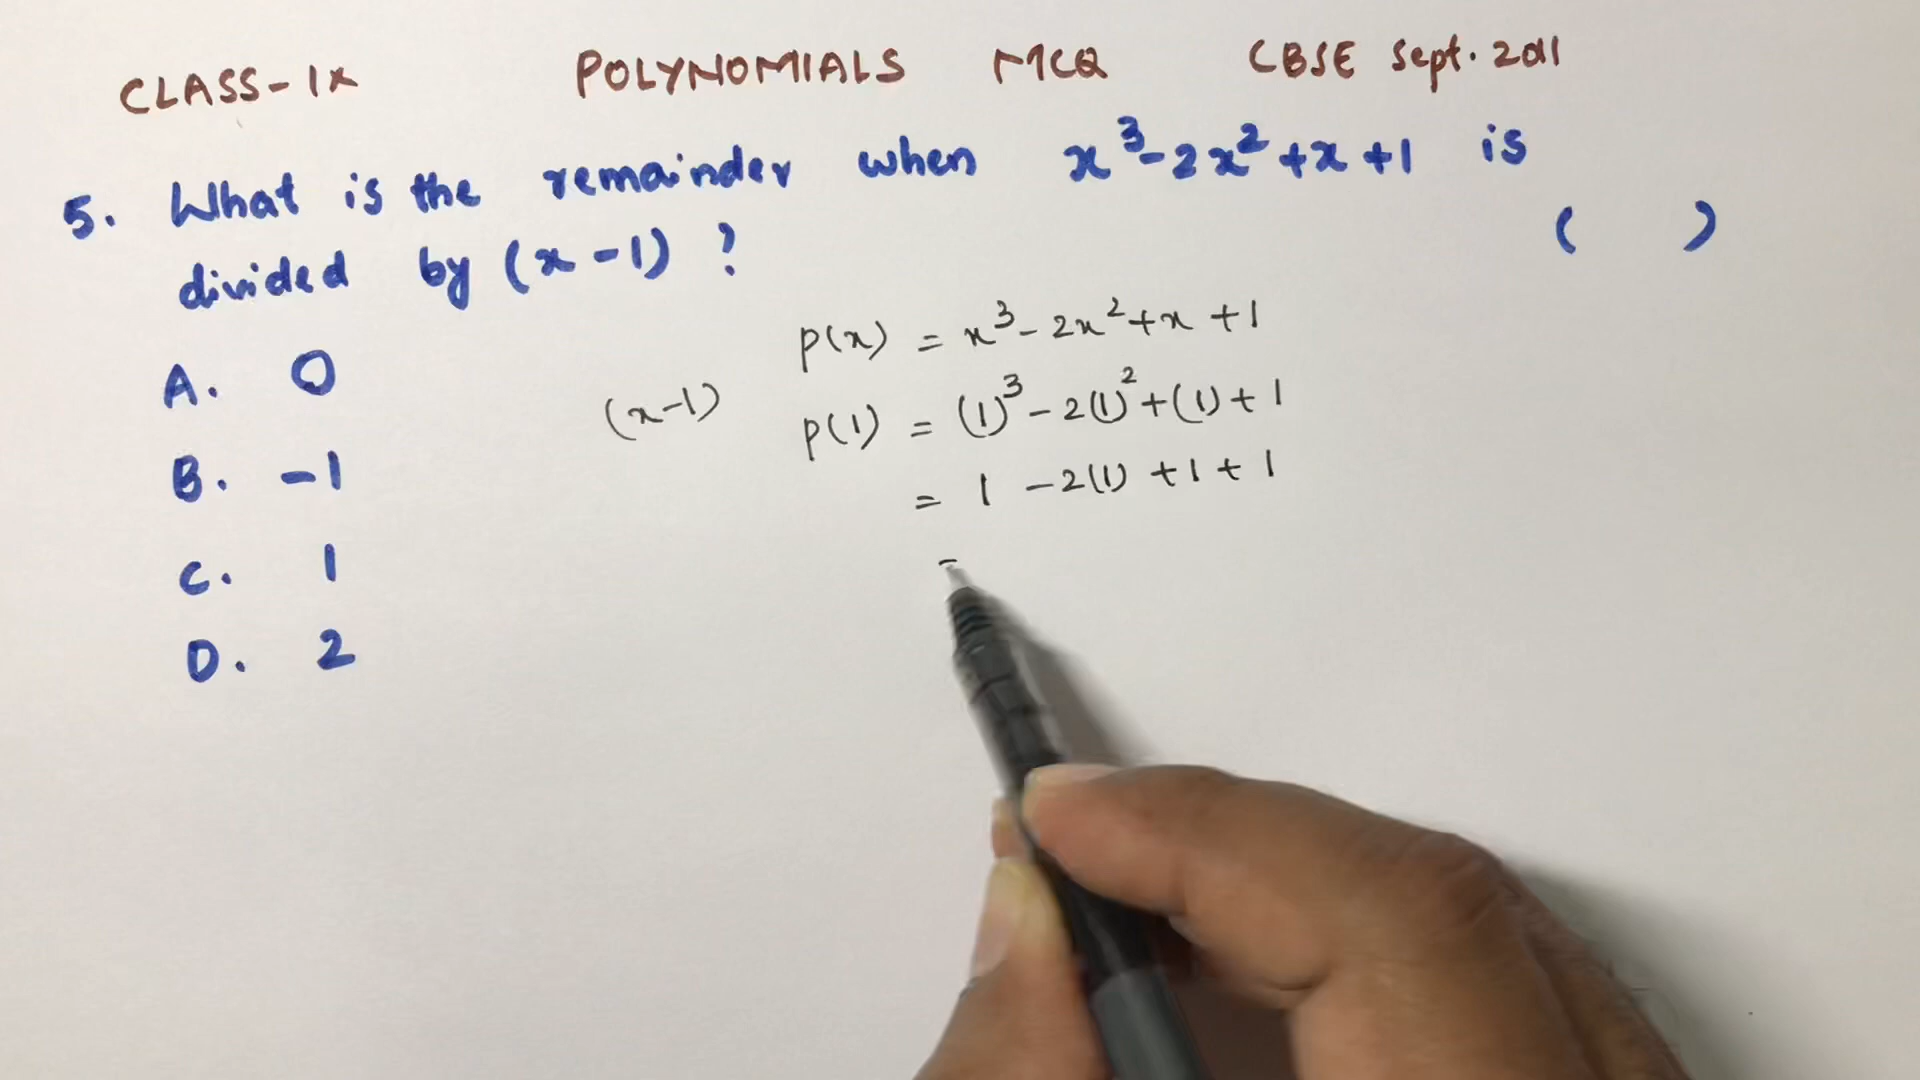 CLASS-IX POLYNOMIALS MCQ CBSE Sept. 2011
5. What is the remainder when x³-2x²+x+1 is
divided by (x-1) ? ( )
A. 0
B. -1
C. 1
D. 2
p(x) = x³-2x²+x+1
(x-1) p(1) = (1)³-2(1)²+(1)+1
= 1 -2(1) +1+1
=